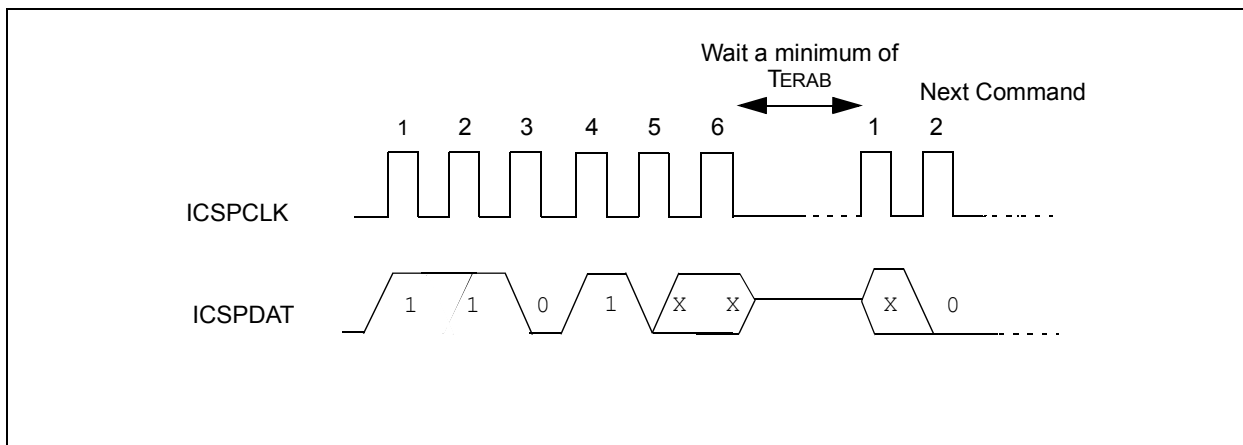 Wait a minimum of
TERAB
Next Command
1 2 3 4 5 6 1 2
ICSPCLK
ICSPDAT
1 1 0 1 X X X 0